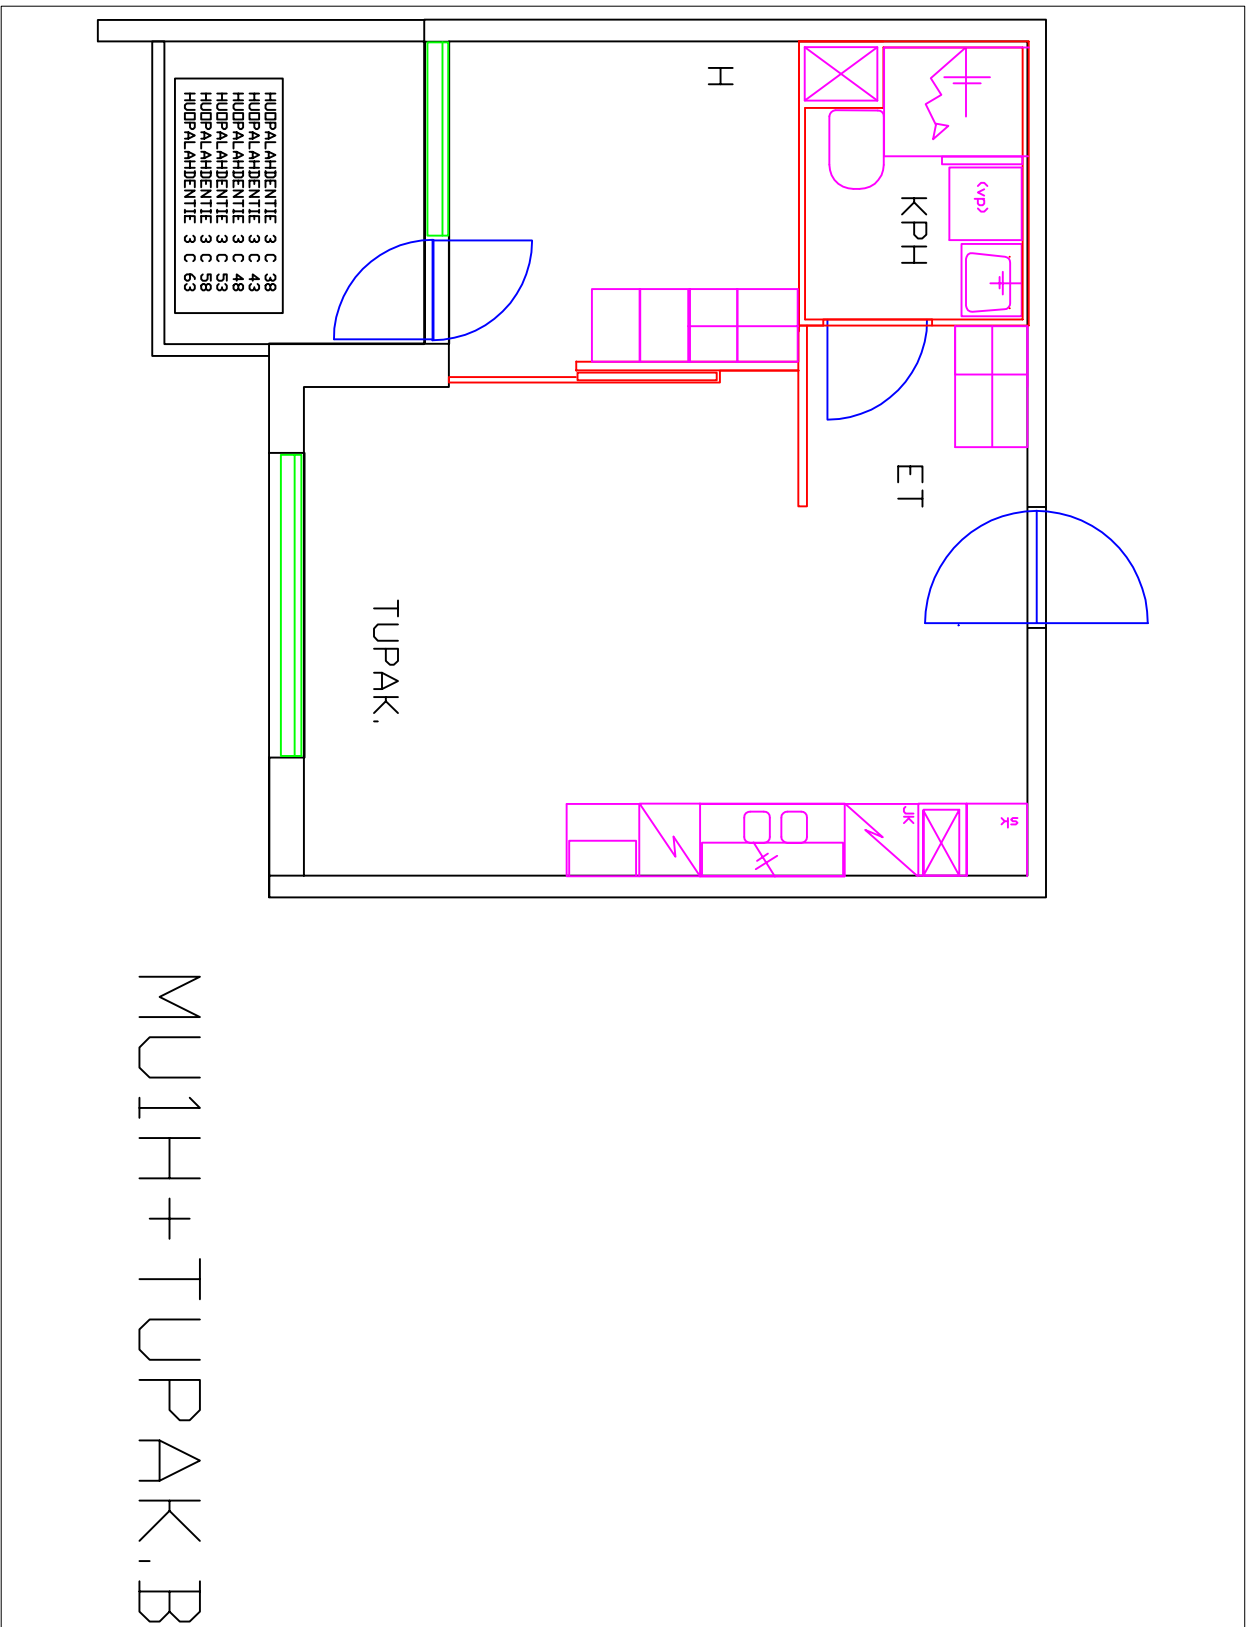 HUOPALAHDENTIE 3 C 38
HUOPALAHDENTIE 3 C 43
HUOPALAHDENTIE 3 C 48
HUOPALAHDENTIE 3 C 53
HUOPALAHDENTIE 3 C 58
HUOPALAHDENTIE 3 C 63
H
KPH
(vp)
ET
TUPAK.
JK
sk
MU1H+TUPAK.B